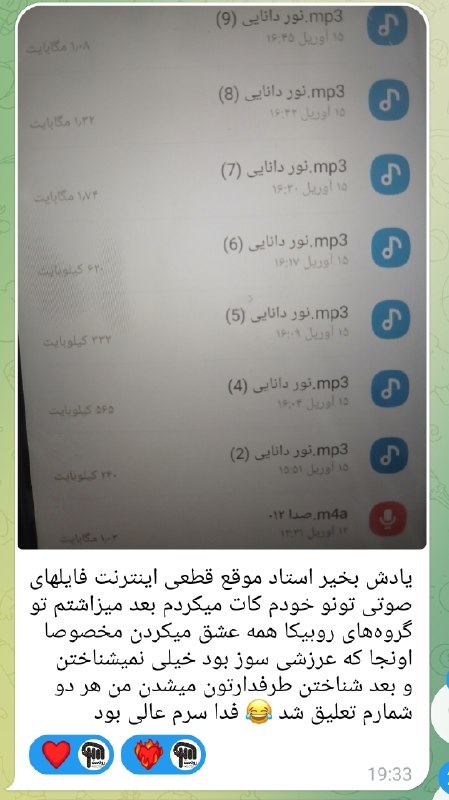 نور دانایی (9).mp3
۱۵ آوریل ۱۶:۴۵
۱٫۰۸ مگابایت
نور دانایی (8).mp3
۱۵ آوریل ۱۶:۳۲
۱٫۳۲ مگابایت
نور دانایی (7).mp3
۱۵ آوریل ۱۶:۲۰
۱٫۷۴ مگابایت
نور دانایی (6).mp3
۱۵ آوریل ۱۶:۱۷
۶۲۰ کیلوبایت
نور دانایی (5).mp3
۱۵ آوریل ۱۶:۰۹
۳۳۲ کیلوبایت
نور دانایی (4).mp3
۱۵ آوریل ۱۶:۰۴
۵۶۵ کیلوبایت
نور دانایی (2).mp3
۱۵ آوریل ۱۵:۵۱
۲۴۰ کیلوبایت
صدا ۰۱۲.m4a
۱۲ آوریل ۱۳:۳۱
۱٫۰۳ مگابایت
یادش بخیر استاد موقع قطعی اینترنت فایلهای
صوتی تونو خودم کات میکردم بعد میزاشتم تو
گروه‌های روبیکا همه عشق میکردن مخصوصا
اونجا که عرزشی سوز بود خیلی نمیشناختن
و بعد شناختن طرفدارتون میشدن من هر دو
شمارم تعلیق شد 😂 فدا سرم عالی بود
19:33